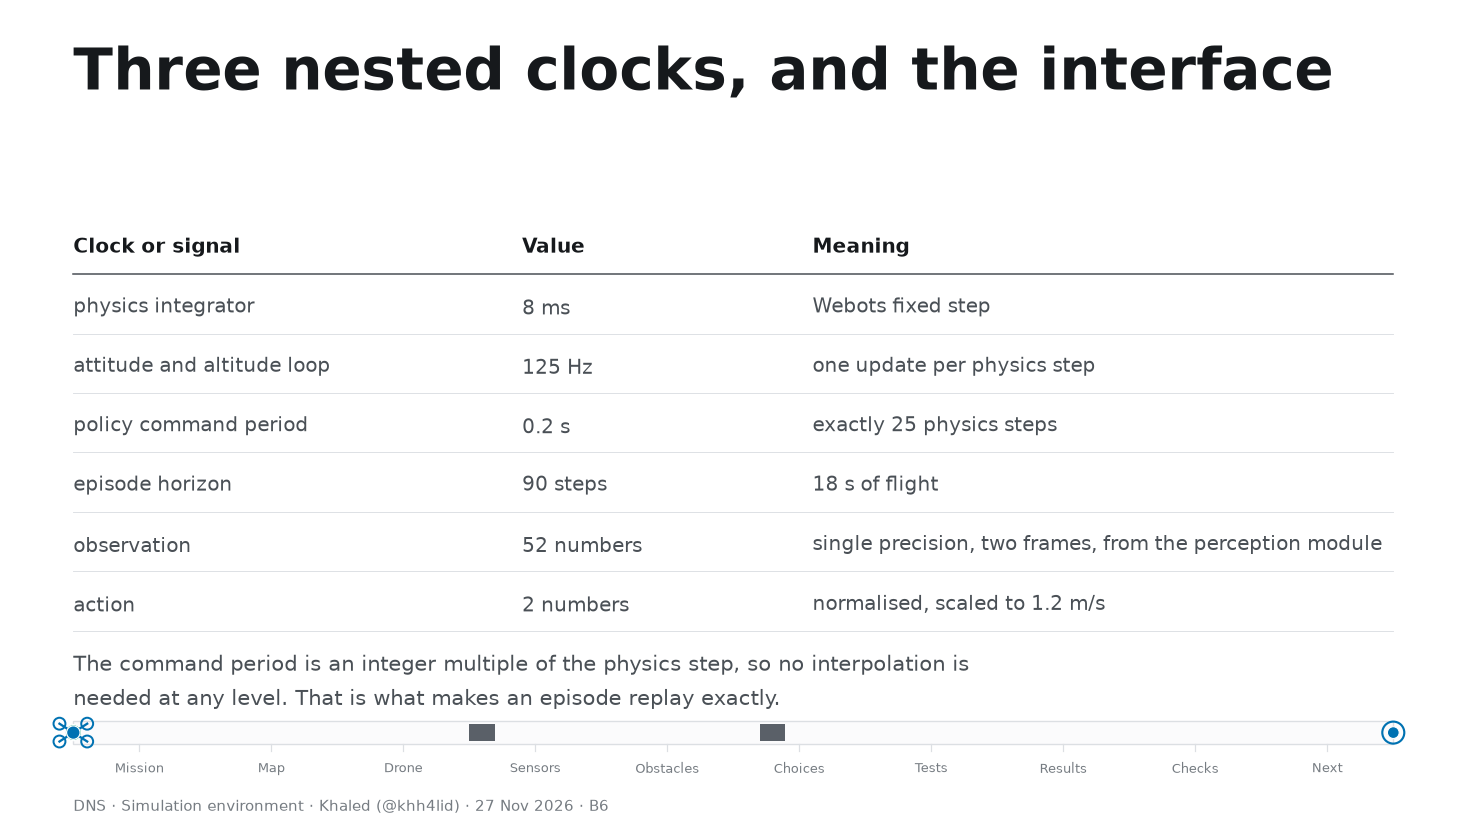 Three nested clocks, and the interface
Clock or signal Value Meaning
physics integrator 8 ms Webots fixed step
attitude and altitude loop 125 Hz one update per physics step
policy command period 0.2 s exactly 25 physics steps
episode horizon 90 steps 18 s of flight
observation 52 numbers single precision, two frames, from the perception module
action 2 numbers normalised, scaled to 1.2 m/s
The command period is an integer multiple of the physics step, so no interpolation is
needed at any level. That is what makes an episode replay exactly.
Mission Map Drone Sensors Obstacles Choices Tests Results Checks Next
DNS · Simulation environment · Khaled (@khh4lid) · 27 Nov 2026 · B6